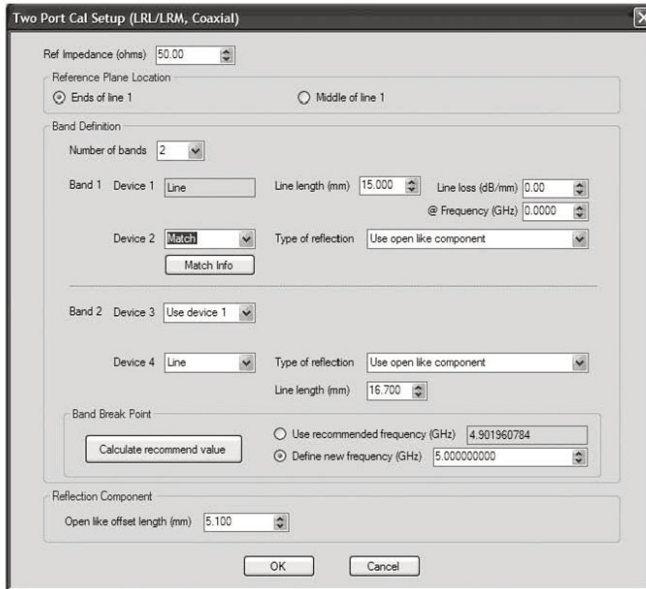 Two Port Cal Setup (LRL/LRM, Coaxial)
Ref Impedance (ohms) 50.00
Reference Plane Location
Ends of line 1 Middle of line 1
Band Definition
Number of bands 2
Band 1 Device 1 Line Line length (mm) 15.000 Line loss (dB/mm) 0.00
@ Frequency (GHz) 0.0000
Device 2 Match Type of reflection Use open like component
Match Info
Band 2 Device 3 Use device 1
Device 4 Line Type of reflection Use open like component
Line length (mm) 16.700
Band Break Point
Calculate recommend value
Use recommended frequency (GHz) 4.901960784
Define new frequency (GHz) 5.000000000
Reflection Component
Open like offset length (mm) 5.100
OK Cancel